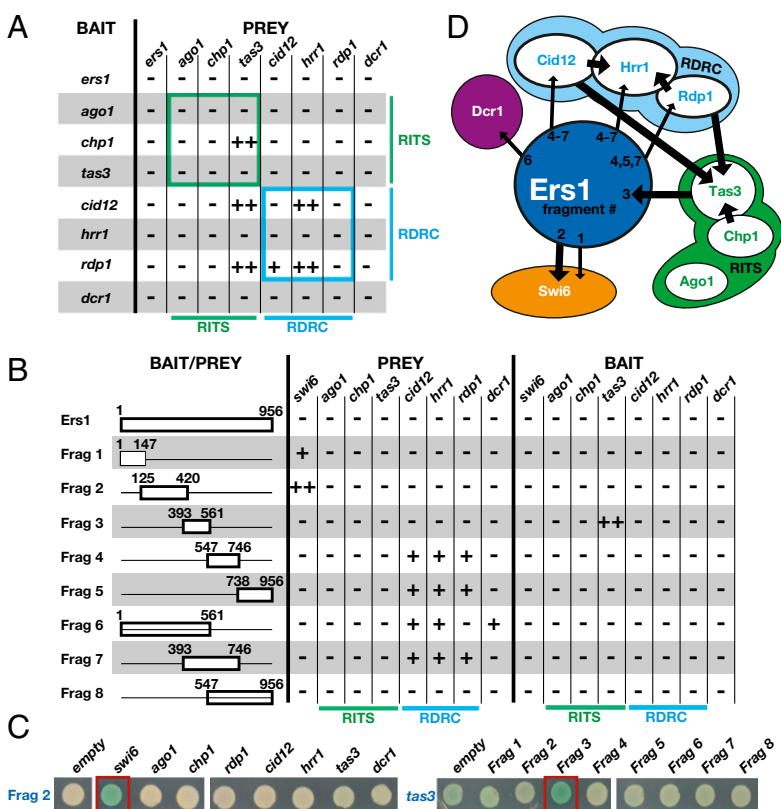 A
BAIT PREY
ers1 ago1 chp1 tas3 cid12 hrr1 rdp1 dcr1
ers1 - - - - - - - -
ago1 - - - - - - - -
chp1 - - - ++ - - - -
tas3 - - - - - - - -
cid12 - - - ++ - ++ - -
hrr1 - - - - - - - -
rdp1 - - - ++ + ++ - -
dcr1 - - - - - - - -
RITS
RDRC
RITS RDRC
D
Cid12 Hrr1 RDRC
Rdp1
Dcr1
4-7 4-7 4,5,7
6
Ers1
fragment #
3
Tas3
Chp1
RITS
Ago1
2 1
Swi6
B
BAIT/PREY PREY BAIT
swi6 ago1 chp1 tas3 cid12 hrr1 rdp1 dcr1 swi6 ago1 chp1 tas3 cid12 hrr1 rdp1 dcr1
Ers1 1 956 - - - - - - - - - - - - - - - -
Frag 1 1 147 + - - - - - - - - - - - - - - -
Frag 2 125 420 ++ - - - - - - - - - - - - - - -
Frag 3 393 561 - - - - - - - - - - - ++ - - - -
Frag 4 547 746 - - - - + + + - - - - - - - - -
Frag 5 738 956 - - - - + + + - - - - - - - - -
Frag 6 1 561 - - - - + + - + - - - - - - - -
Frag 7 393 746 - - - - + + + - - - - - - - - -
Frag 8 547 956 - - - - - - - - - - - - - - - -
RITS RDRC RITS RDRC
C
empty swi6 ago1 chp1 rdp1 cid12 hrr1 tas3 dcr1 empty Frag 1 Frag 2 Frag 3 Frag 4 Frag 5 Frag 6 Frag 7 Frag 8
Frag 2 tas3